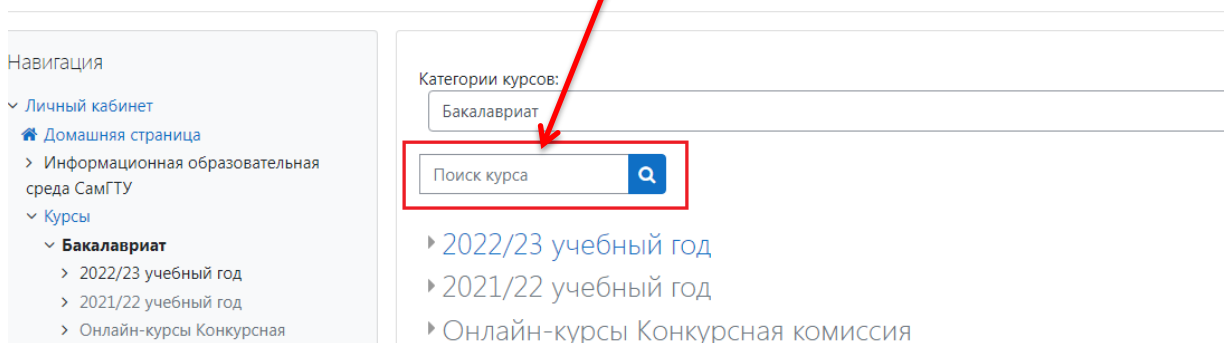 Навигация
Личный кабинет
Домашняя страница
Информационная образовательная
среда СамГТУ
Курсы
Бакалавриат
2022/23 учебный год
2021/22 учебный год
Онлайн-курсы Конкурсная
Категории курсов:
Бакалавриат
Поиск курса
2022/23 учебный год
2021/22 учебный год
Онлайн-курсы Конкурсная комиссия